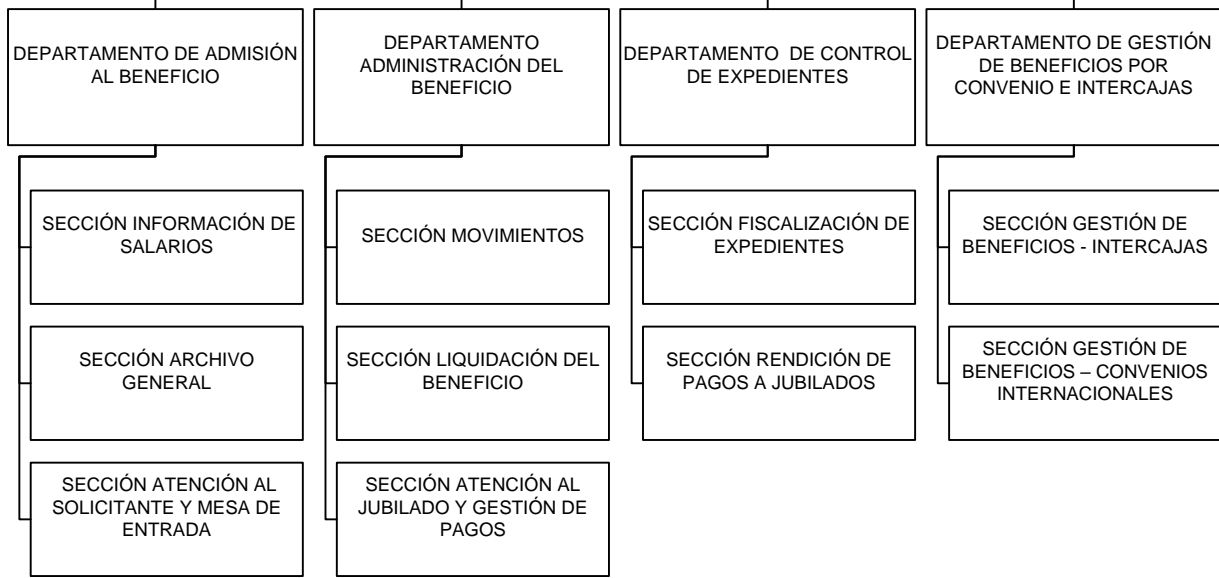 DEPARTAMENTO DE ADMISIÓN
AL BENEFICIO
SECCIÓN INFORMACIÓN DE
SALARIOS
SECCIÓN ARCHIVO
GENERAL
SECCIÓN ATENCIÓN AL
SOLICITANTE Y MESA DE
ENTRADA
DEPARTAMENTO
ADMINISTRACIÓN DEL
BENEFICIO
SECCIÓN MOVIMIENTOS
SECCIÓN LIQUIDACIÓN DEL
BENEFICIO
SECCIÓN ATENCIÓN AL
JUBILADO Y GESTIÓN DE
PAGOS
DEPARTAMENTO DE CONTROL
DE EXPEDIENTES
SECCIÓN FISCALIZACIÓN DE
EXPEDIENTES
SECCIÓN RENDICIÓN DE
PAGOS A JUBILADOS
DEPARTAMENTO DE GESTIÓN
DE BENEFICIOS POR
CONVENIO E INTERCAJAS
SECCIÓN GESTIÓN DE
BENEFICIOS - INTERCAJAS
SECCIÓN GESTIÓN DE
BENEFICIOS – CONVENIOS
INTERNACIONALES